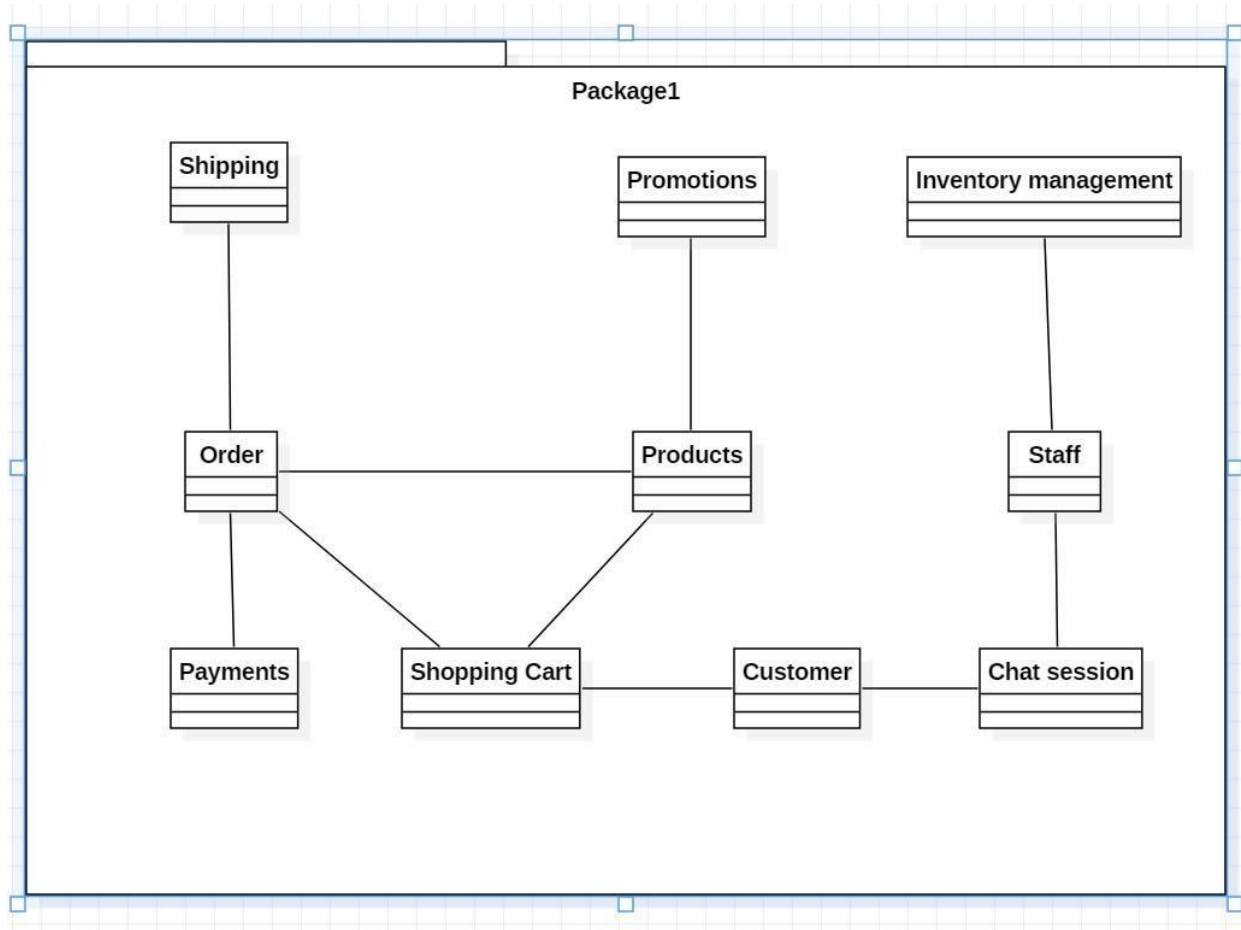 Package1
Shipping
Promotions
Inventory management
Order
Products
Staff
Payments
Shopping Cart
Customer
Chat session